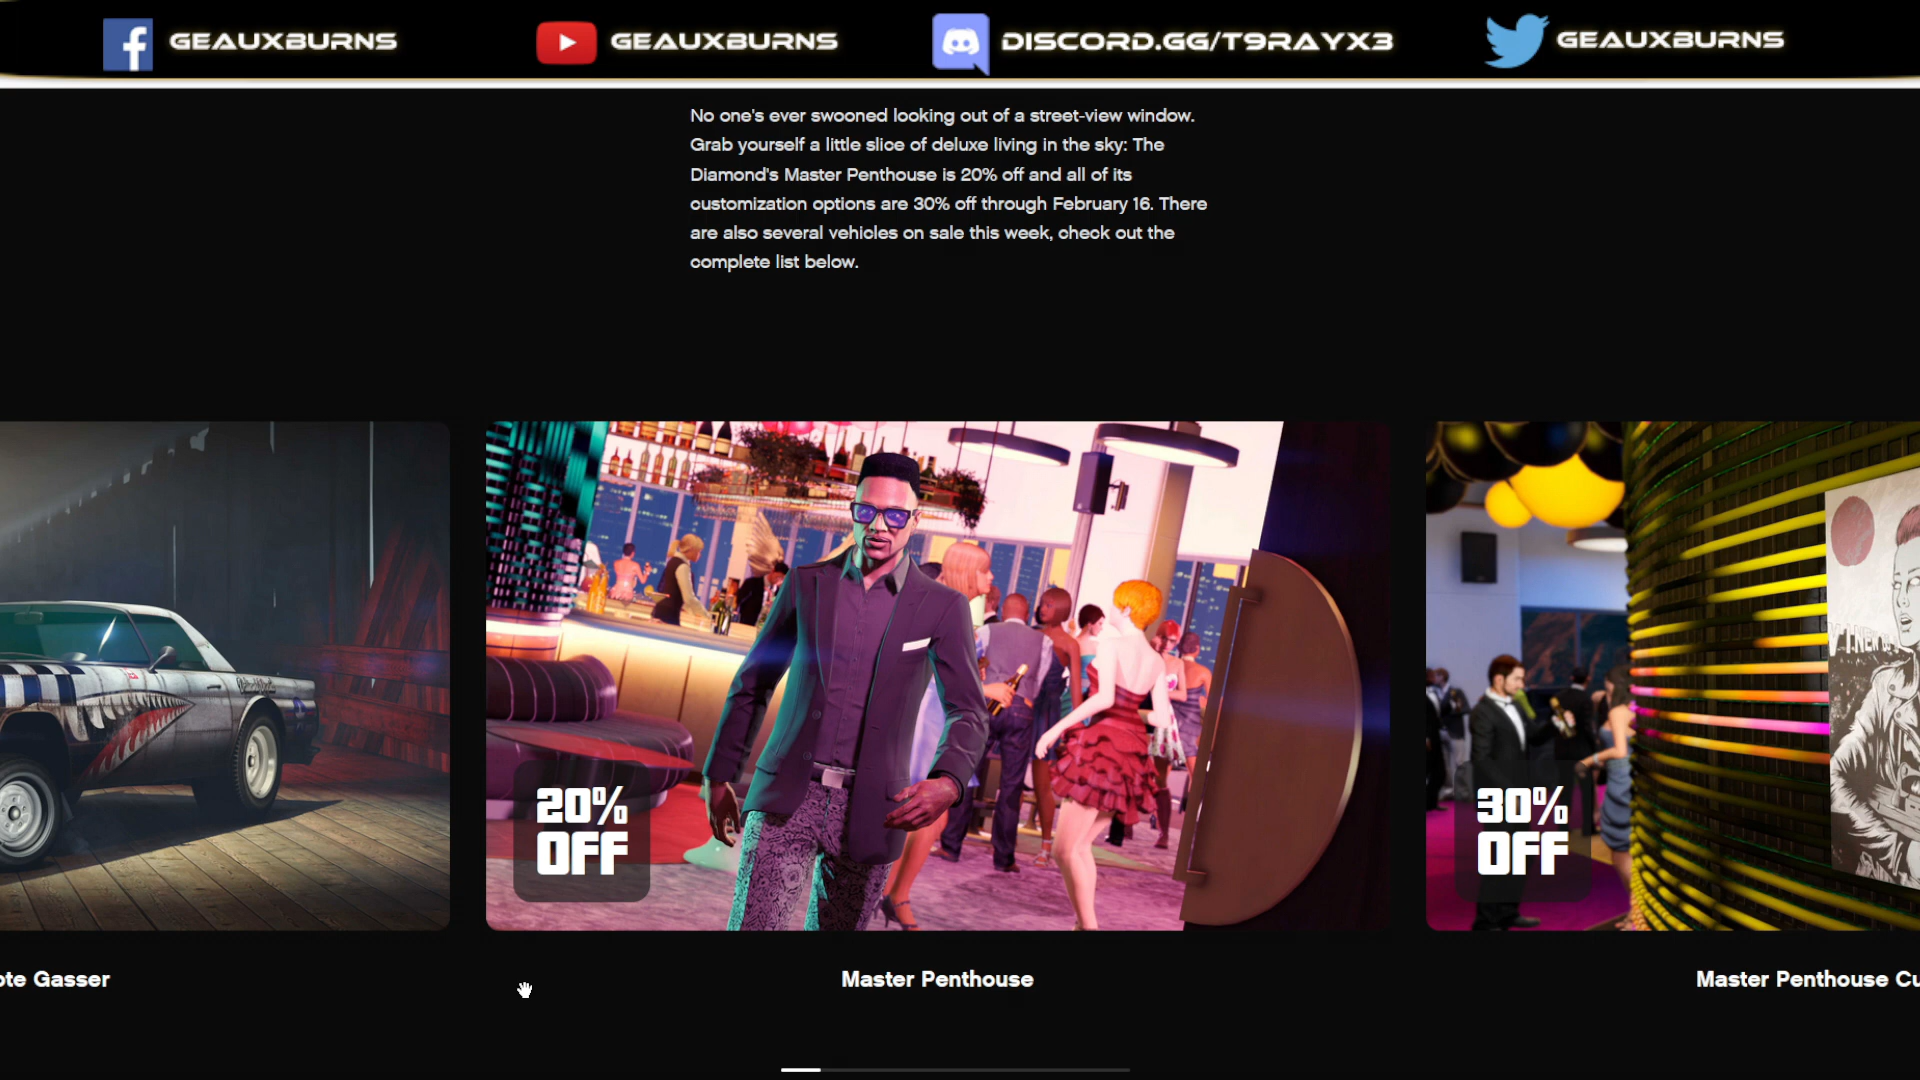 GEAUXBURNS
GEAUXBURNS
DISCORD.GG/T9RAYX3
GEAUXBURNS
No one's ever swooned looking out of a street-view window.
Grab yourself a little slice of deluxe living in the sky: The
Diamond's Master Penthouse is 20% off and all of its
customization options are 30% off through February 16. There
are also several vehicles on sale this week, check out the
complete list below.
20%
OFF
30%
OFF
ote Gasser
Master Penthouse
Master Penthouse Cu